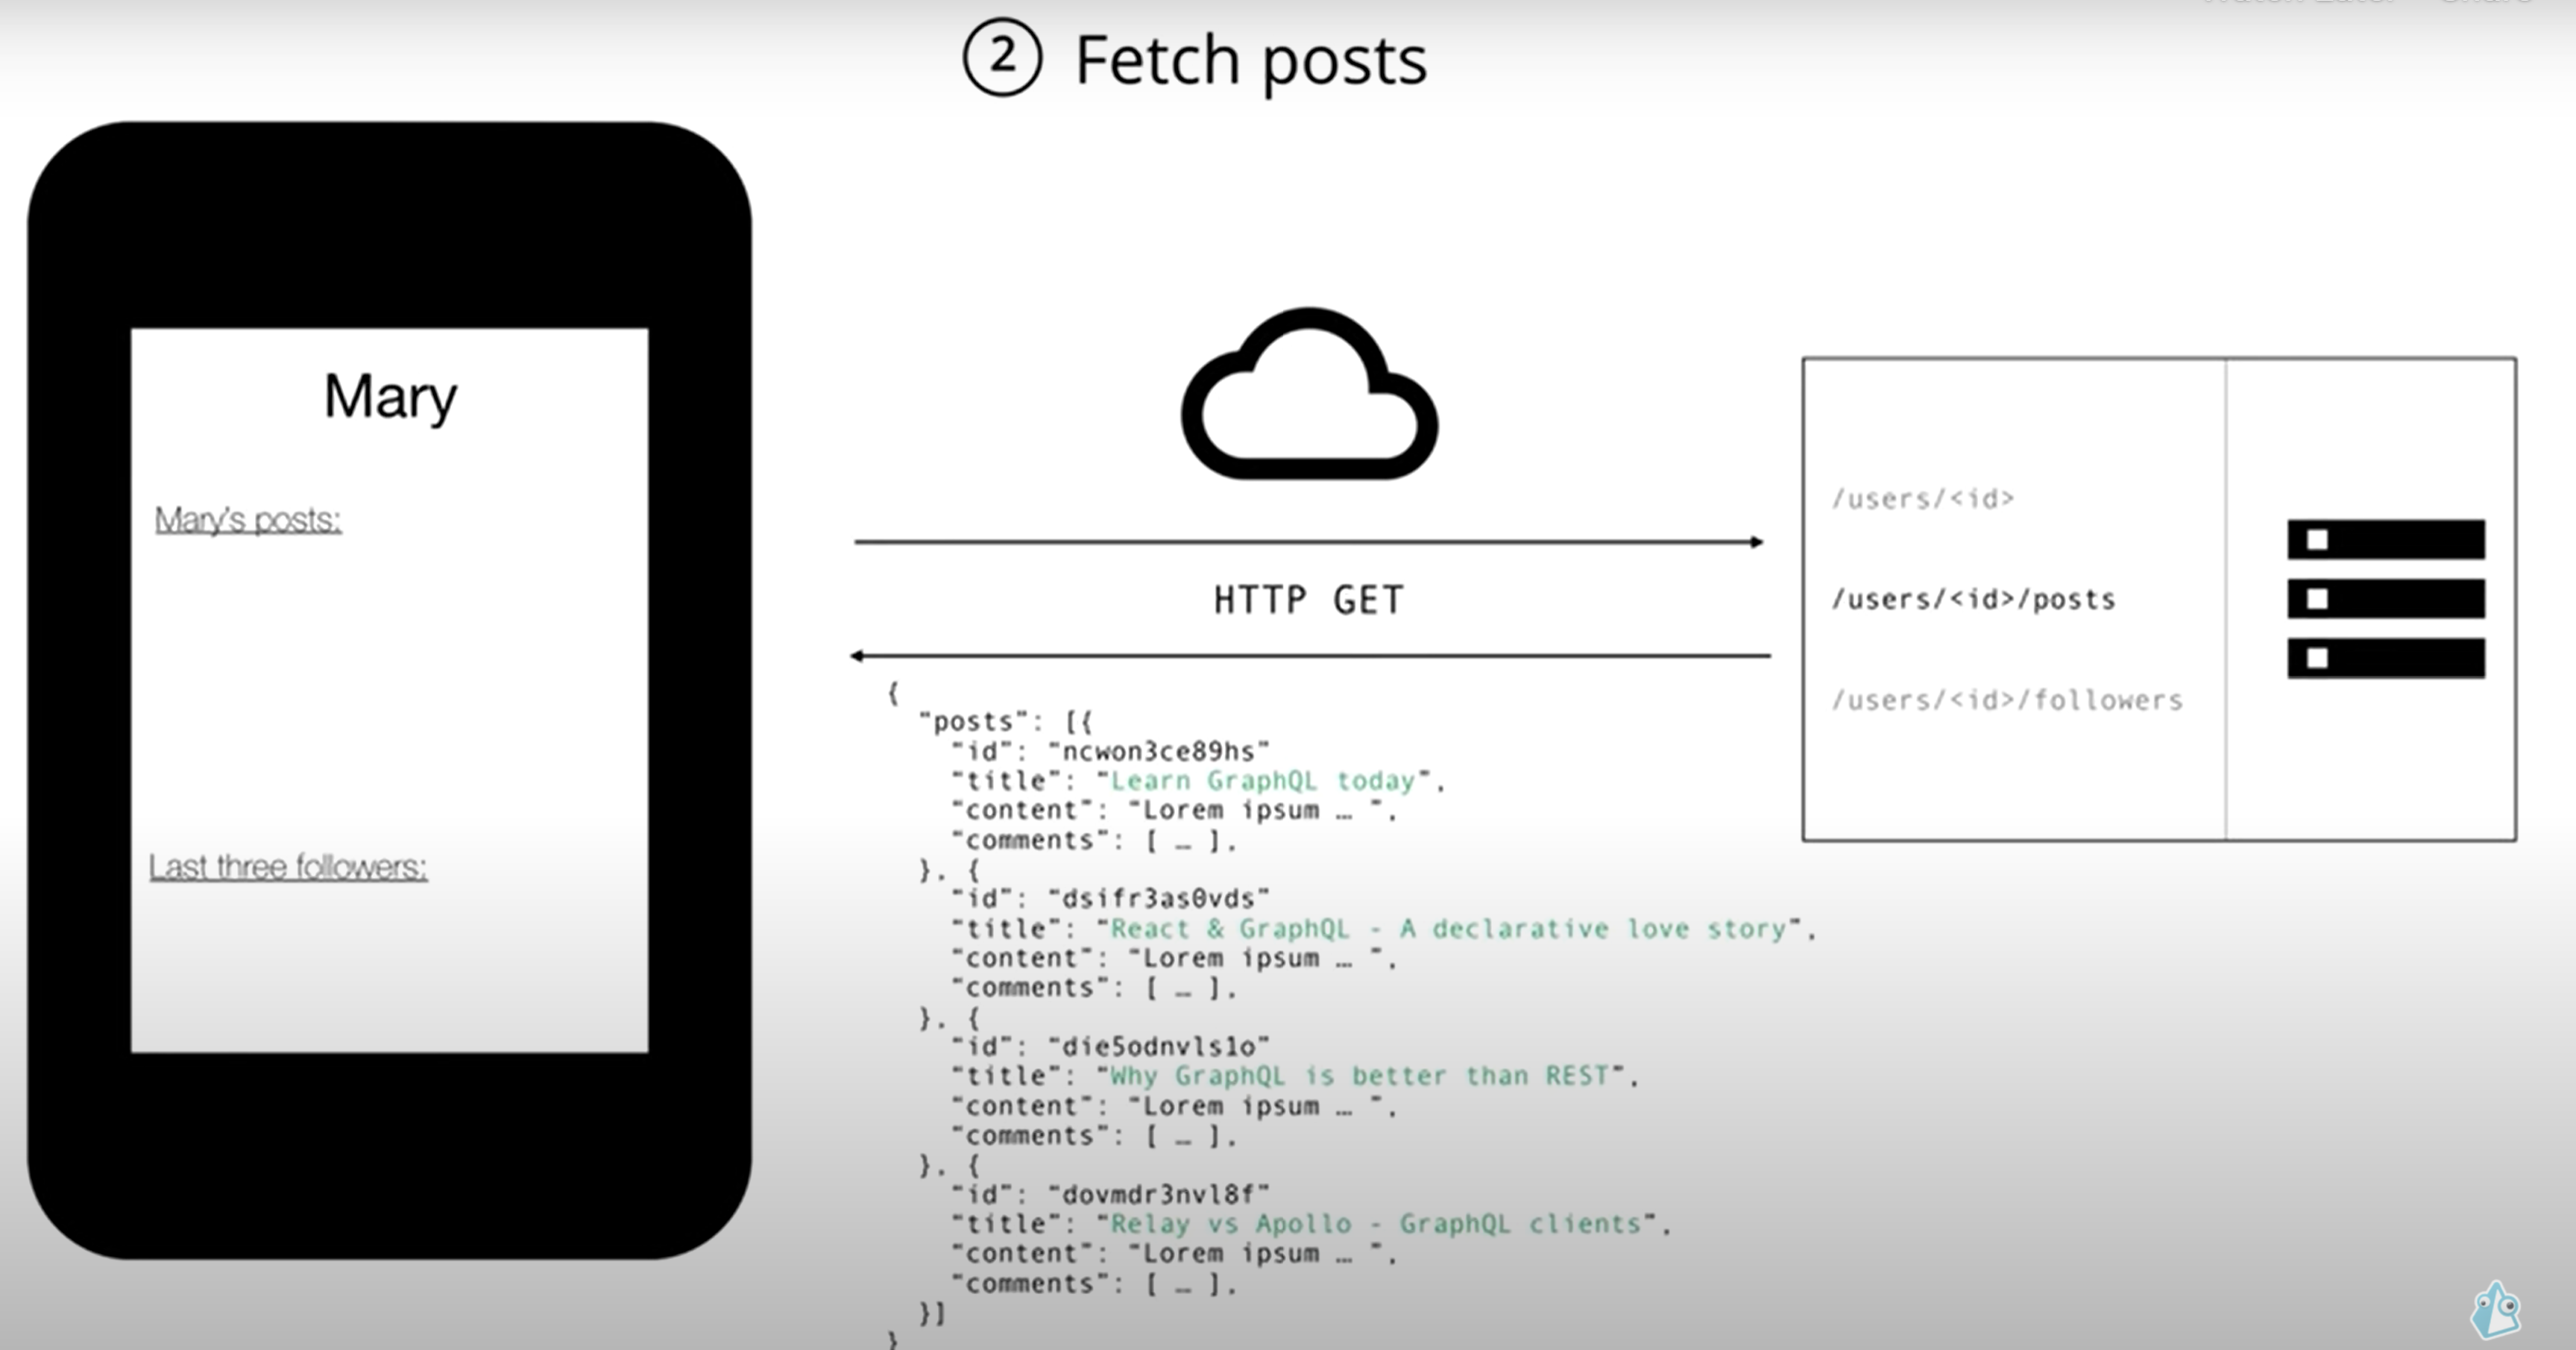 ② Fetch posts
Mary
Mary's posts:
Last three followers:
HTTP GET
/users/<id>
/users/<id>/posts
/users/<id>/followers
{
"posts": [{
"id": "ncwon3ce89hs"
"title": "Learn GraphQL today",
"content": "Lorem ipsum … ",
"comments": [ … ],
}, {
"id": "dsifr3as0vds"
"title": "React & GraphQL - A declarative love story",
"content": "Lorem ipsum … ",
"comments": [ … ],
}, {
"id": "die5odnvls1o"
"title": "Why GraphQL is better than REST",
"content": "Lorem ipsum … ",
"comments": [ … ],
}, {
"id": "dovmdr3nvl8f"
"title": "Relay vs Apollo - GraphQL clients",
"content": "Lorem ipsum … ",
"comments": [ … ],
}]
}